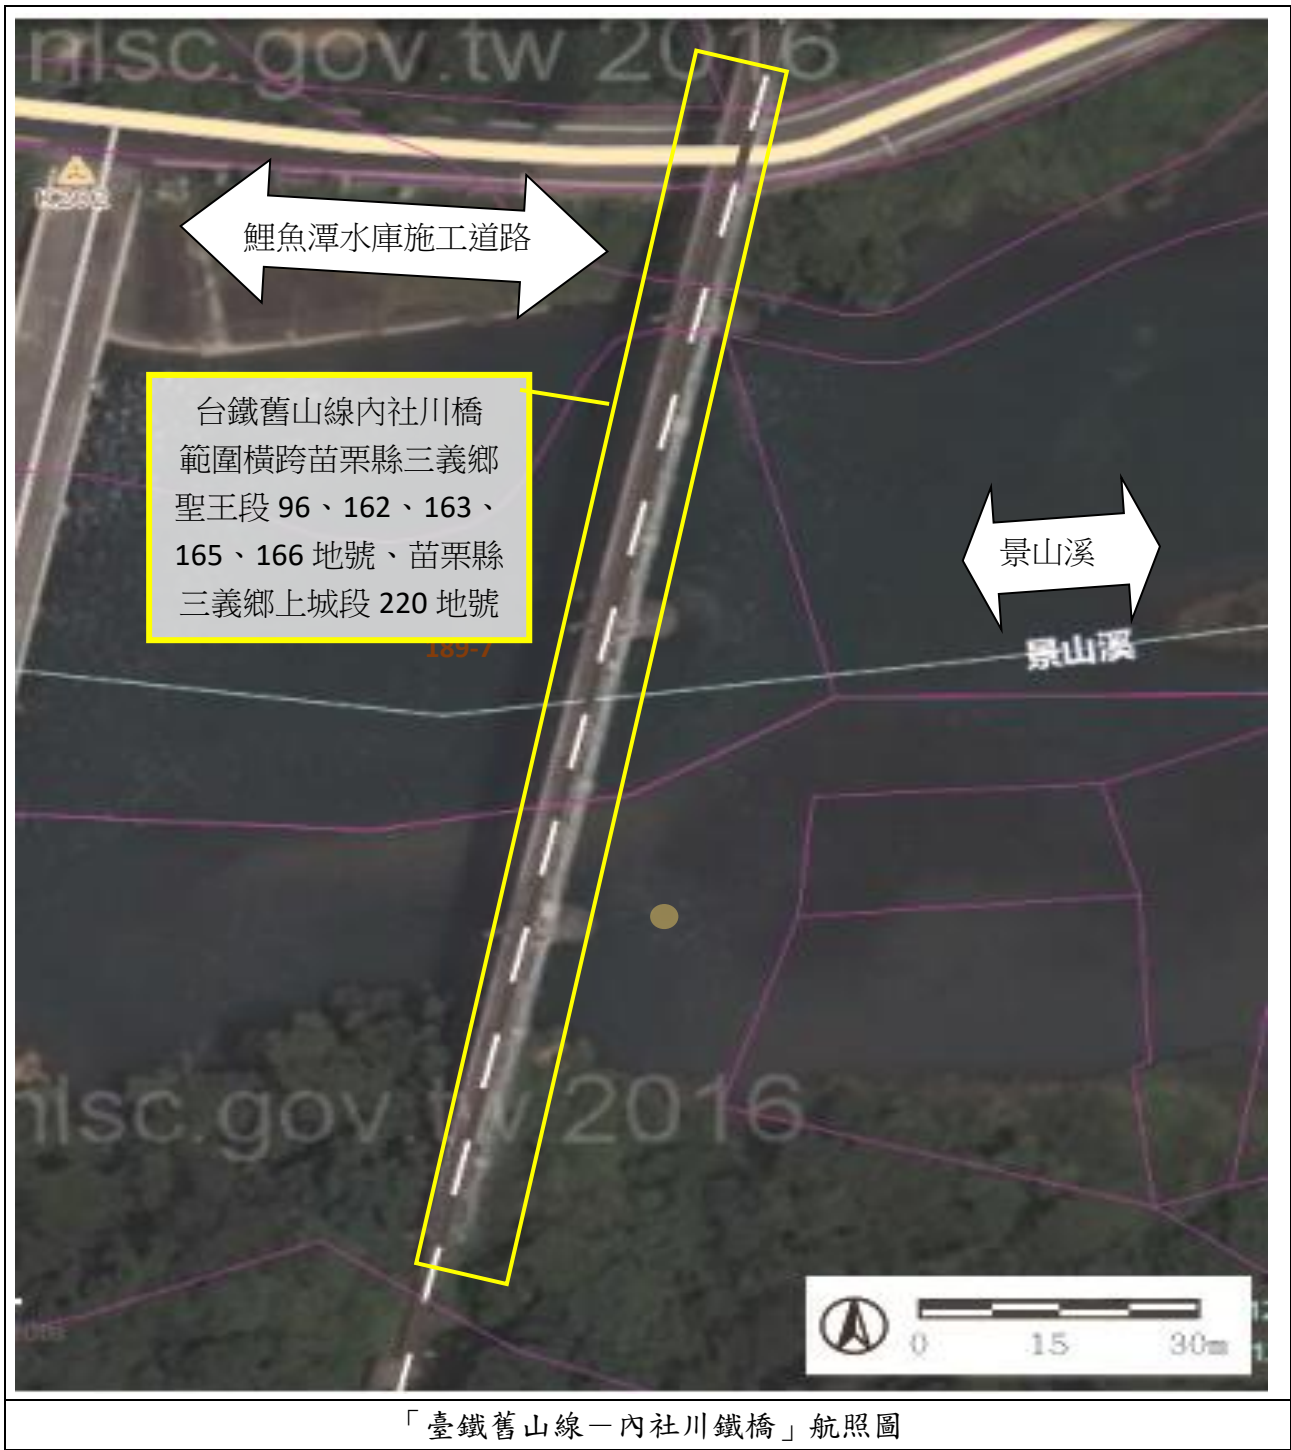 nlsc.gov.tw 2016
鯉魚潭水庫施工道路
台鐵舊山線內社川橋
範圍橫跨苗栗縣三義鄉
聖王段 96、162、163、
165、166 地號、苗栗縣
三義鄉上城段 220 地號
189-7
景山溪
景山溪
nlsc.gov.tw 2016
0 15 30m
「臺鐵舊山線－內社川鐵橋」航照圖